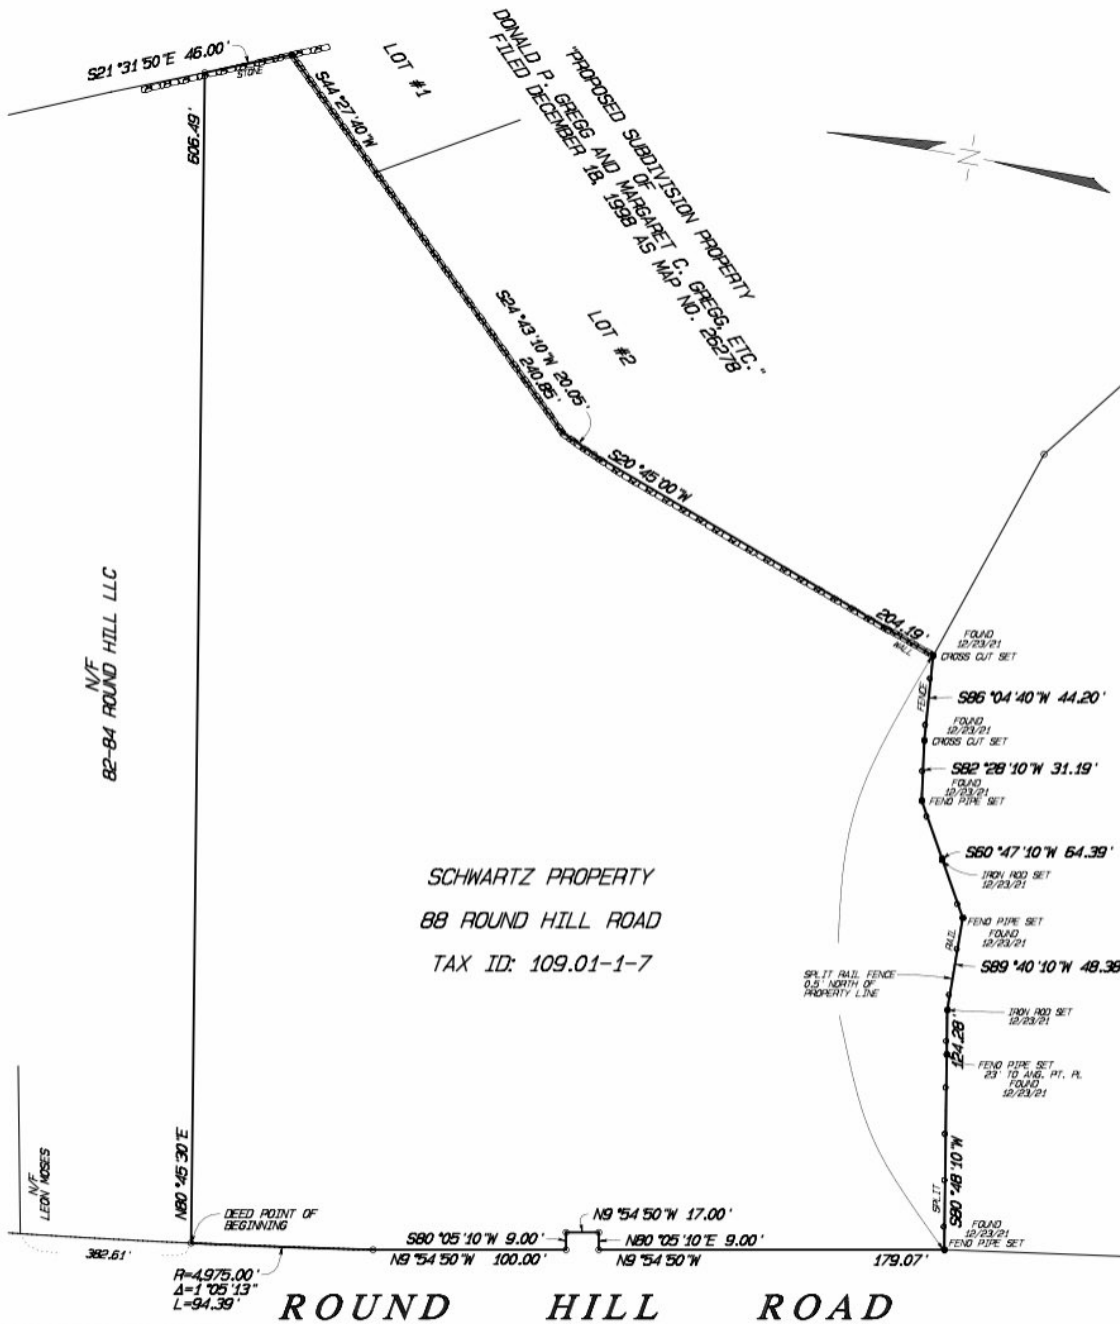 S21°31'50"E 46.00'
STONE
LOT #1
"PROPOSED SUBDIVISION PROPERTY
OF
DONALD P. GREGG AND MARGARET C. GREGG, ETC."
FILED DECEMBER 18, 1998 AS MAP NO. 26278
N
606.49'
S44°27'40"W
240.85'
S24°43'10"W 20.05'
LOT #2
S20°45'00"W
204.19'
WALL
FOUND
12/23/21
CROSS CUT SET
FENCE
S86°04'40"W 44.20'
FOUND
12/23/21
CROSS CUT SET
S82°28'10"W 31.19'
FOUND
12/23/21
FENO PIPE SET
S60°47'10"W 64.39'
IRON ROD SET
12/23/21
FENO PIPE SET
FOUND
12/23/21
RAIL
S89°40'10"W 48.38
SPLIT RAIL FENCE
0.5' NORTH OF
PROPERTY LINE
IRON ROD SET
12/23/21
124.28'
FENO PIPE SET
23' TO ANG. PT. PL
FOUND
12/23/21
S80°48'10"W
SPLIT
FOUND
12/23/21
FENO PIPE SET
N/F
82-84 ROUND HILL LLC
SCHWARTZ PROPERTY
88 ROUND HILL ROAD
TAX ID: 109.01-1-7
N/F
LEON MOSES
N80°45'30"E
DEED POINT OF
BEGINNING
382.61'
R=4,975.00'
Δ=1°05'13"
L=94.39'
N9°54'50"W 17.00'
S80°05'10"W 9.00'
N80°05'10"E 9.00'
N9°54'50"W 100.00'
N9°54'50"W 179.07'
ROUND HILL ROAD